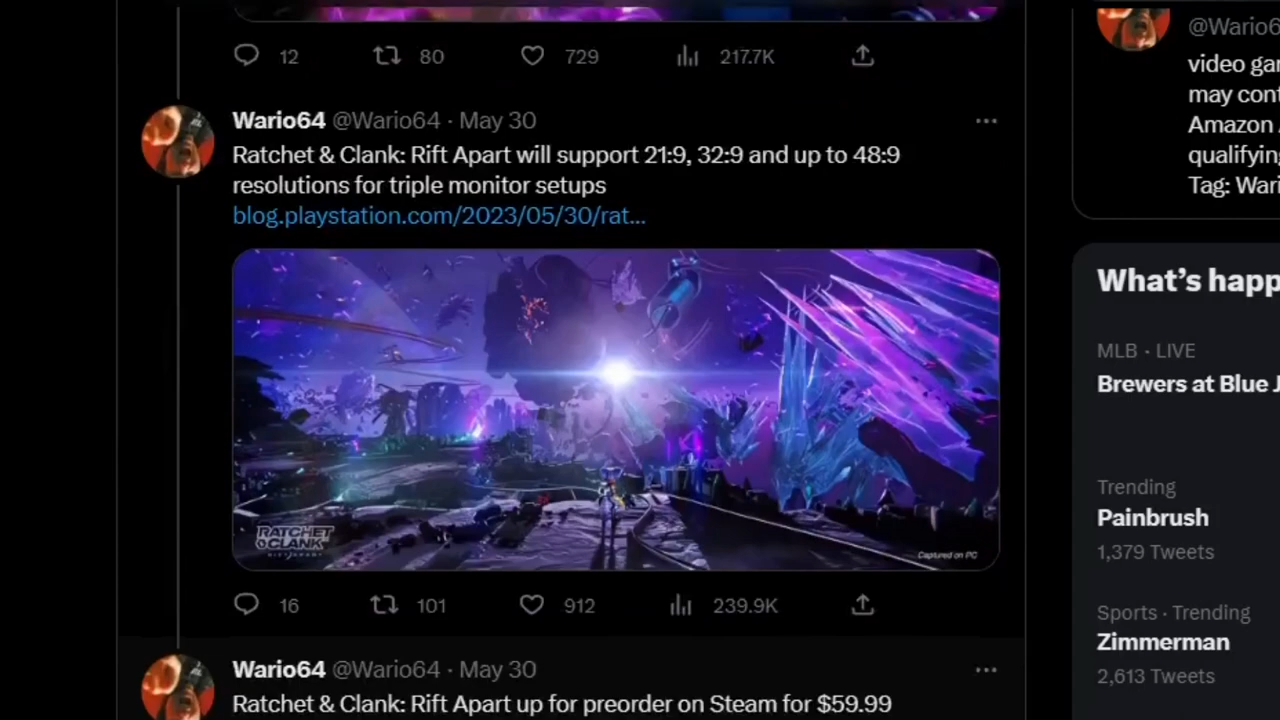 12 80 729 217.7K
Wario64 @Wario64 · May 30
Ratchet & Clank: Rift Apart will support 21:9, 32:9 and up to 48:9
resolutions for triple monitor setups
blog.playstation.com/2023/05/30/rat...
RATCHET
& CLANK
RIFT APART
Captured on PC
16 101 912 239.9K
Wario64 @Wario64 · May 30
Ratchet & Clank: Rift Apart up for preorder on Steam for $59.99
@Wario6
video gam
may cont
Amazon
qualifying
Tag: Wari
What's happ
MLB · LIVE
Brewers at Blue J
Trending
Painbrush
1,379 Tweets
Sports · Trending
Zimmerman
2,613 Tweets